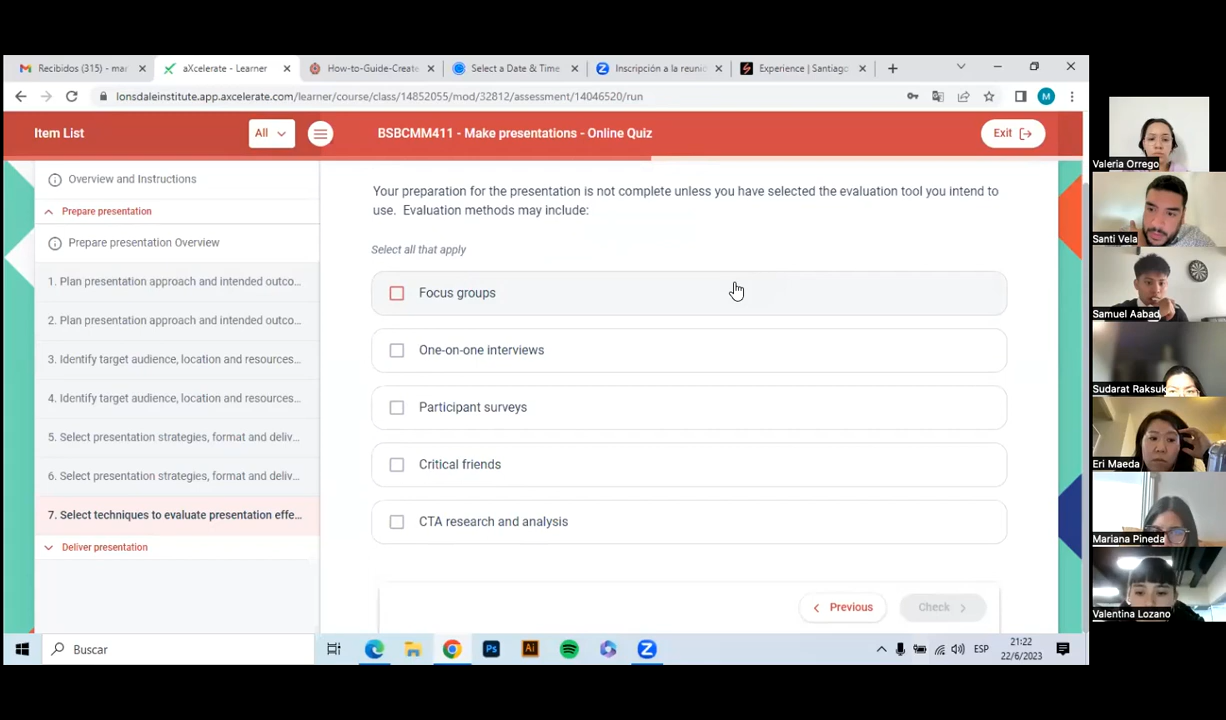 Recibidos (315) - mar
aXcelerate - Learner
How-to-Guide-Create
Select a Date & Time
Inscripción a la reunió
Experience | Santiago
lonsdaleinstitute.app.axcelerate.com/learner/course/class/14852055/mod/32812/assessment/14046520/run
M
Item List
All
BSBCMM411 - Make presentations - Online Quiz
Exit
Overview and Instructions
Prepare presentation
Prepare presentation Overview
1. Plan presentation approach and intended outco...
2. Plan presentation approach and intended outco...
3. Identify target audience, location and resources...
4. Identify target audience, location and resources...
5. Select presentation strategies, format and deliv...
6. Select presentation strategies, format and deliv...
7. Select techniques to evaluate presentation effe...
Deliver presentation
Your preparation for the presentation is not complete unless you have selected the evaluation tool you intend to
use. Evaluation methods may include:
Select all that apply
Focus groups
One-on-one interviews
Participant surveys
Critical friends
CTA research and analysis
Previous
Check
Buscar
Ps
Ai
ESP
21:22
22/6/2023
Valeria Orrego
Santi Vela
Samuel Aabad
Sudarat Raksuk
Eri Maeda
Mariana Pineda
Valentina Lozano